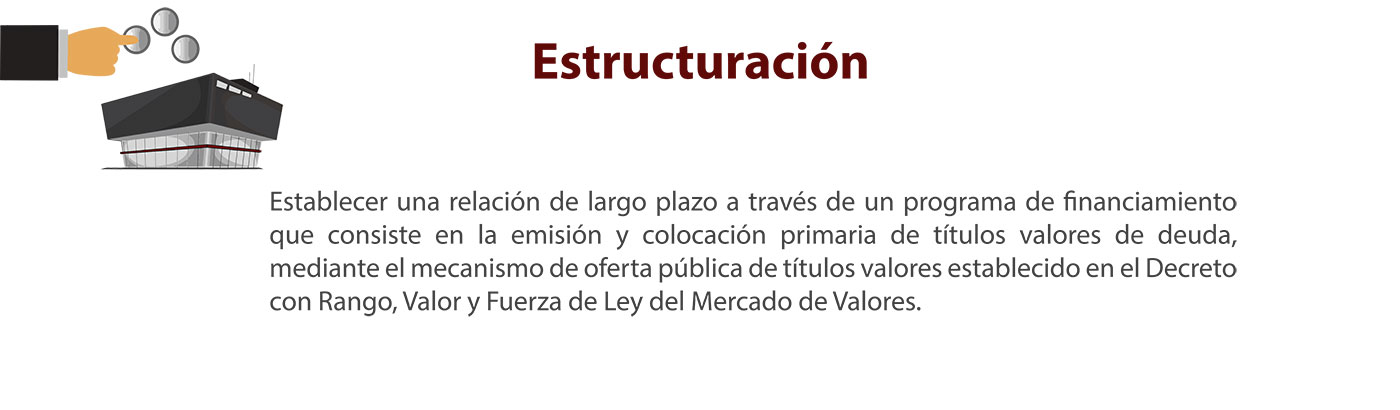 Estructuración
Establecer una relación de largo plazo a través de un programa de financiamiento
que consiste en la emisión y colocación primaria de títulos valores de deuda,
mediante el mecanismo de oferta pública de títulos valores establecido en el Decreto
con Rango, Valor y Fuerza de Ley del Mercado de Valores.